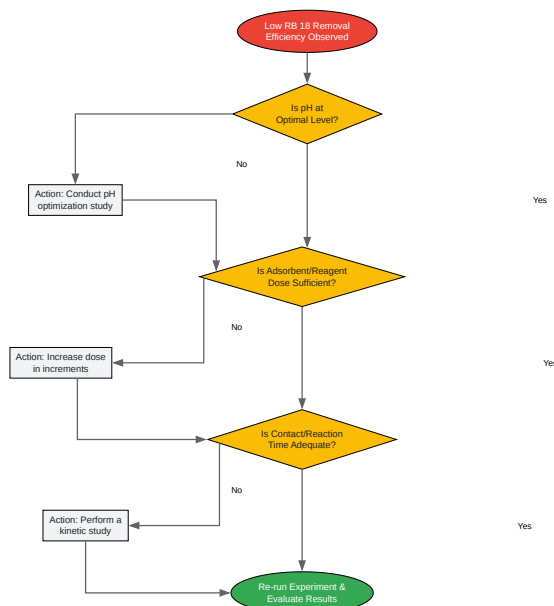 Low RB 18 Removal
Efficiency Observed
Is pH at
Optimal Level?
No
Action: Conduct pH
optimization study
Yes
Is Adsorbent/Reagent
Dose Sufficient?
No
Action: Increase dose
in increments
Yes
Is Contact/Reaction
Time Adequate?
No
Action: Perform a
kinetic study
Yes
Re-run Experiment &
Evaluate Results